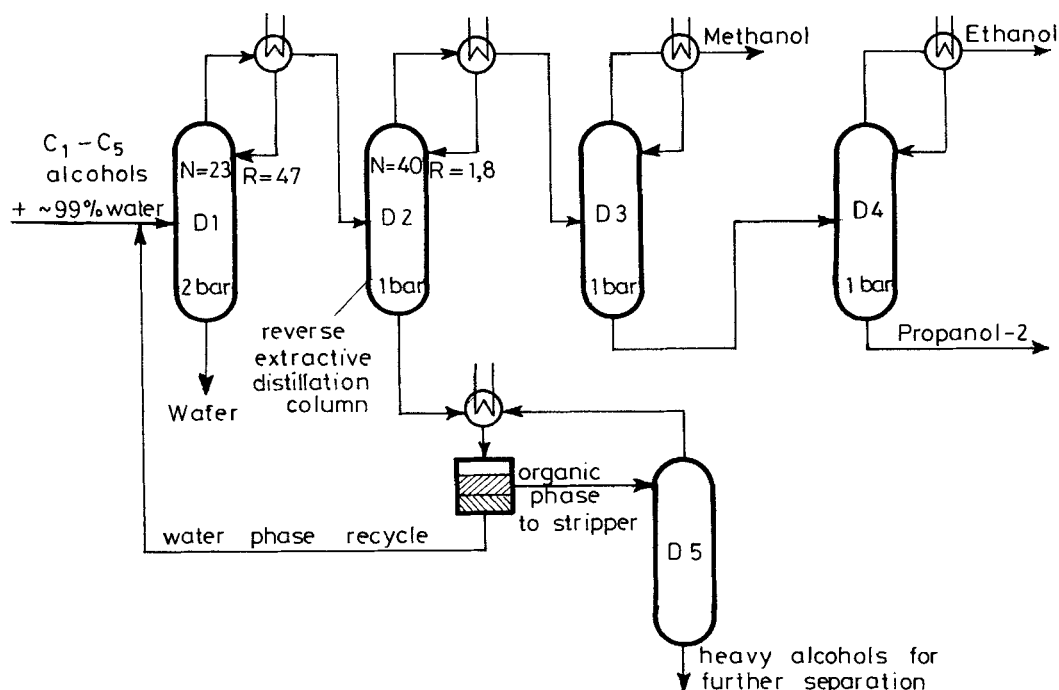 Methanol
Ethanol
C₁-C₅
alcohols
+ ~99% water
N=23
R=47
D1
2 bar
N=40
R=1,8
D2
1 bar
D3
1 bar
D4
1 bar
reverse
extractive
distillation
column
Propanol-2
Water
organic
phase
to stripper
water phase recycle
D5
heavy alcohols for
further separation